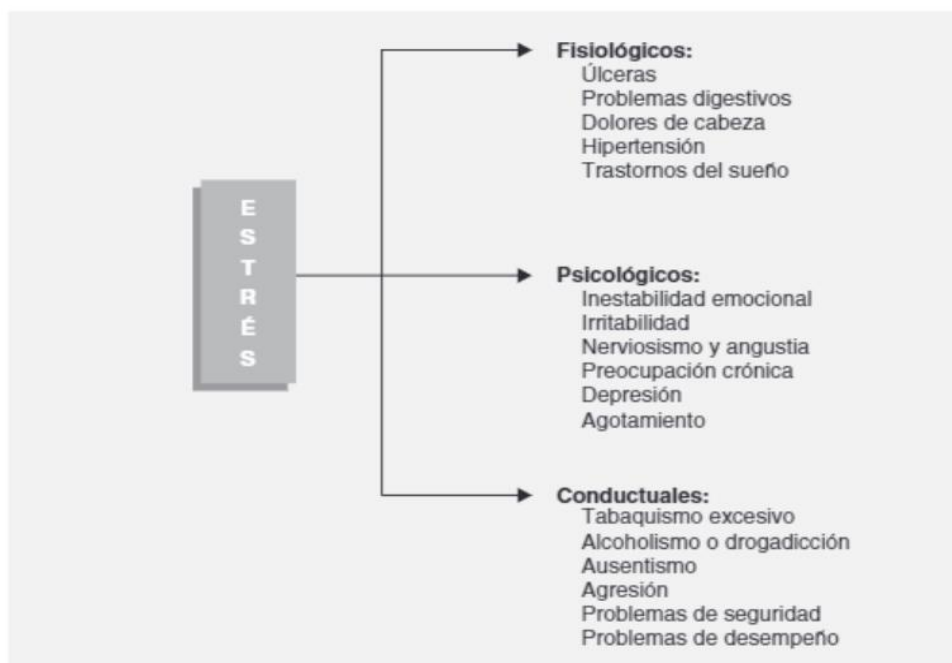 ESTRÉS
Fisiológicos:
Úlceras
Problemas digestivos
Dolores de cabeza
Hipertensión
Trastornos del sueño
Psicológicos:
Inestabilidad emocional
Irritabilidad
Nerviosismo y angustia
Preocupación crónica
Depresión
Agotamiento
Conductuales:
Tabaquismo excesivo
Alcoholismo o drogadicción
Ausentismo
Agresión
Problemas de seguridad
Problemas de desempeño